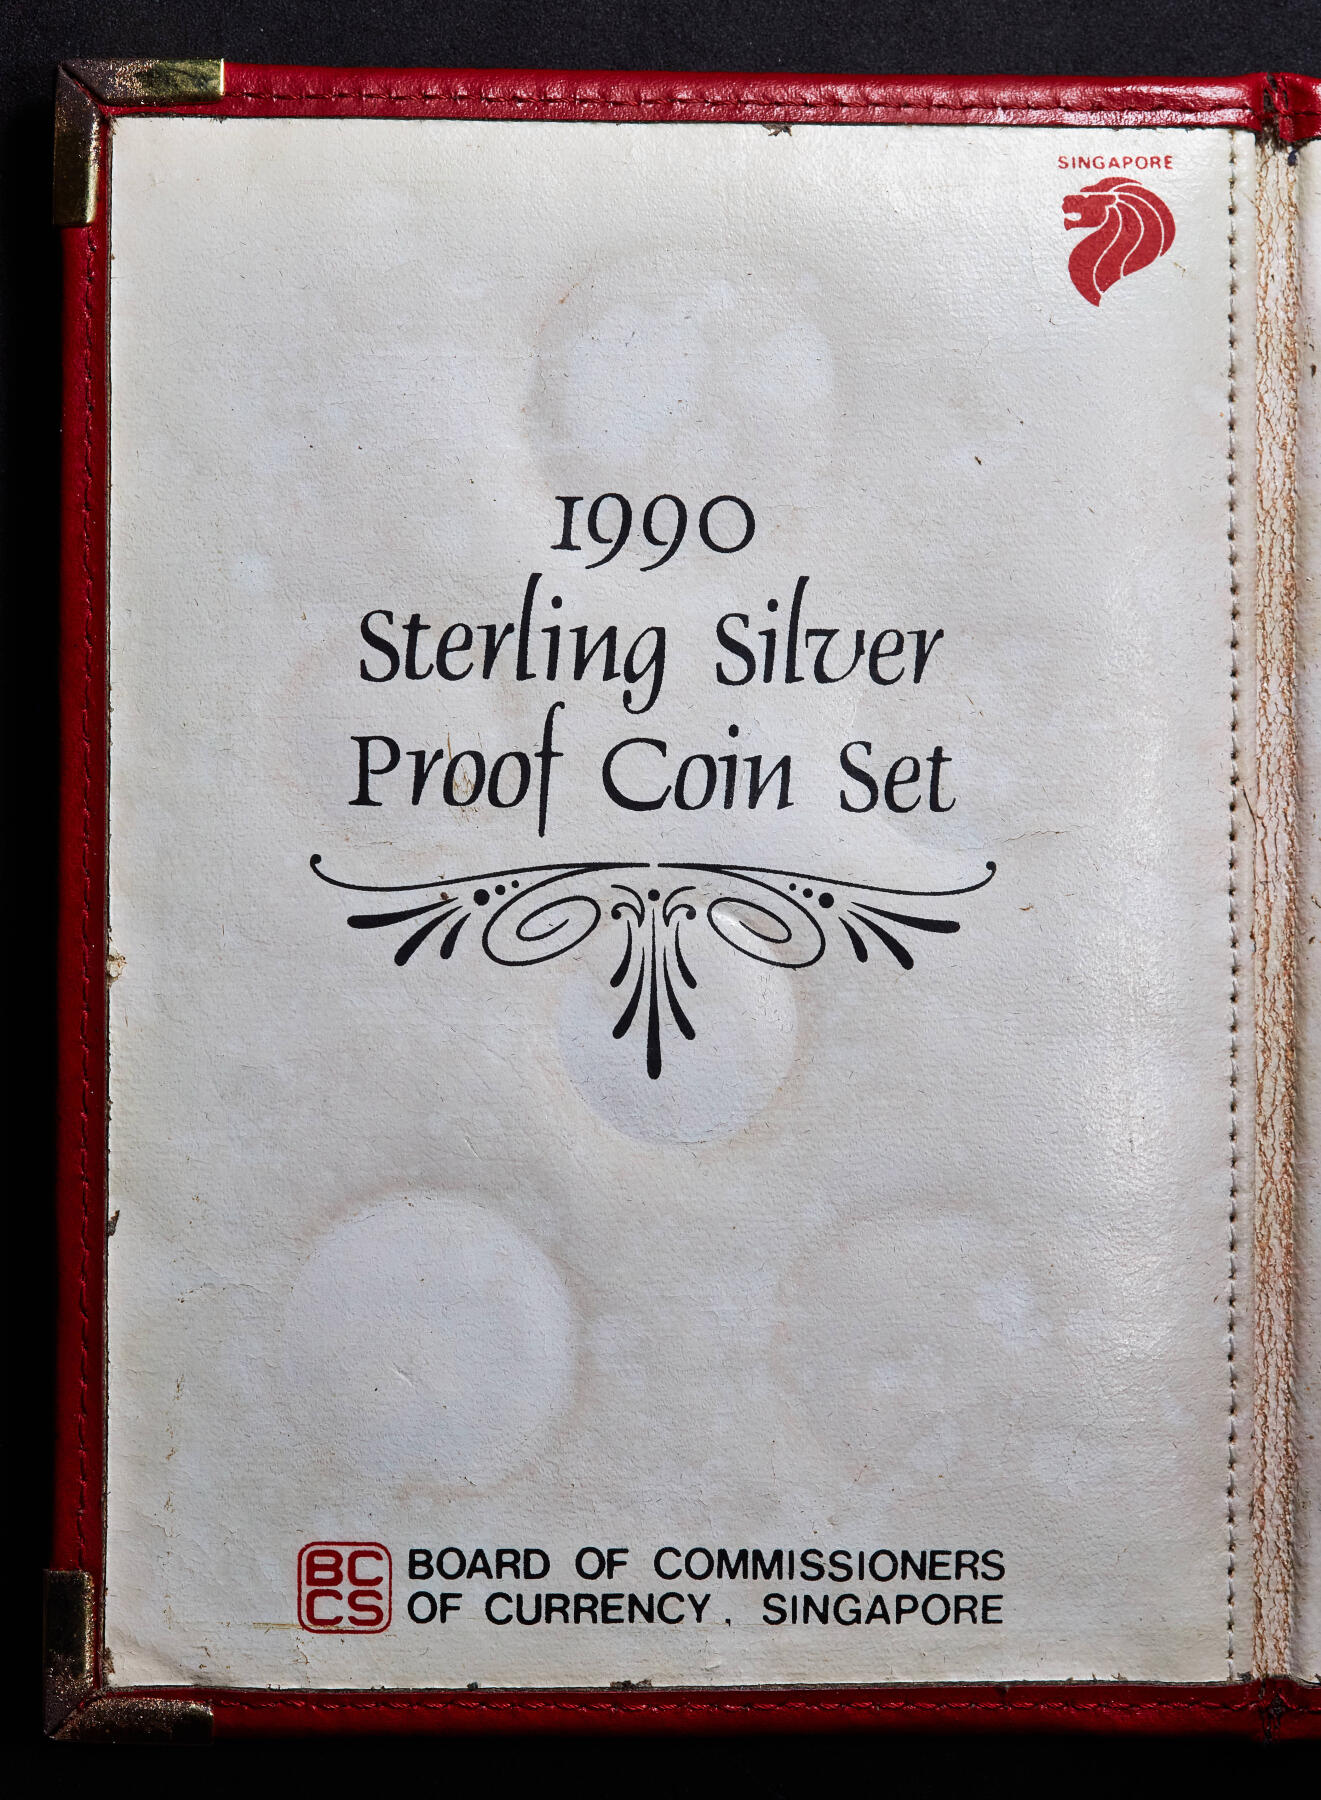 SINGAPORE
1990
Sterling Silver
Proof Coin Set
BC
CS
BOARD OF COMMISSIONERS
OF CURRENCY, SINGAPORE